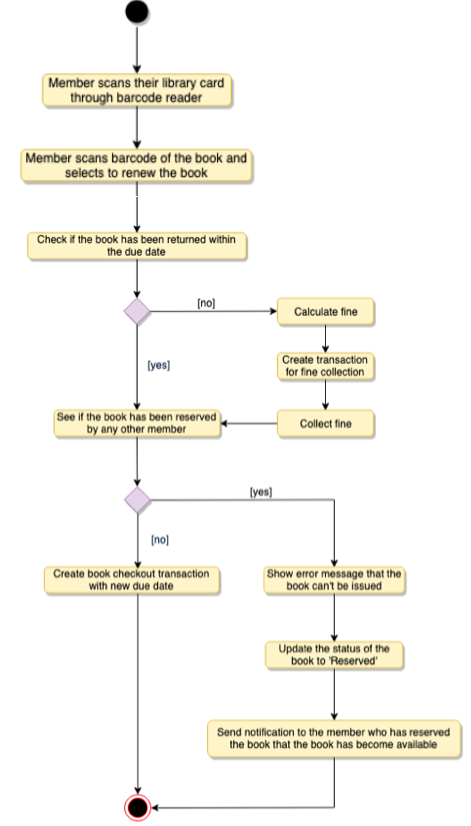 Member scans their library card
through barcode reader
Member scans barcode of the book and
selects to renew the book
Check if the book has been returned within
the due date
[no]
Calculate fine
[yes]
Create transaction
for fine collection
See if the book has been reserved
by any other member
Collect fine
[yes]
[no]
Create book checkout transaction
with new due date
Show error message that the
book can't be issued
Update the status of the
book to 'Reserved'
Send notification to the member who has reserved
the book that the book has become available